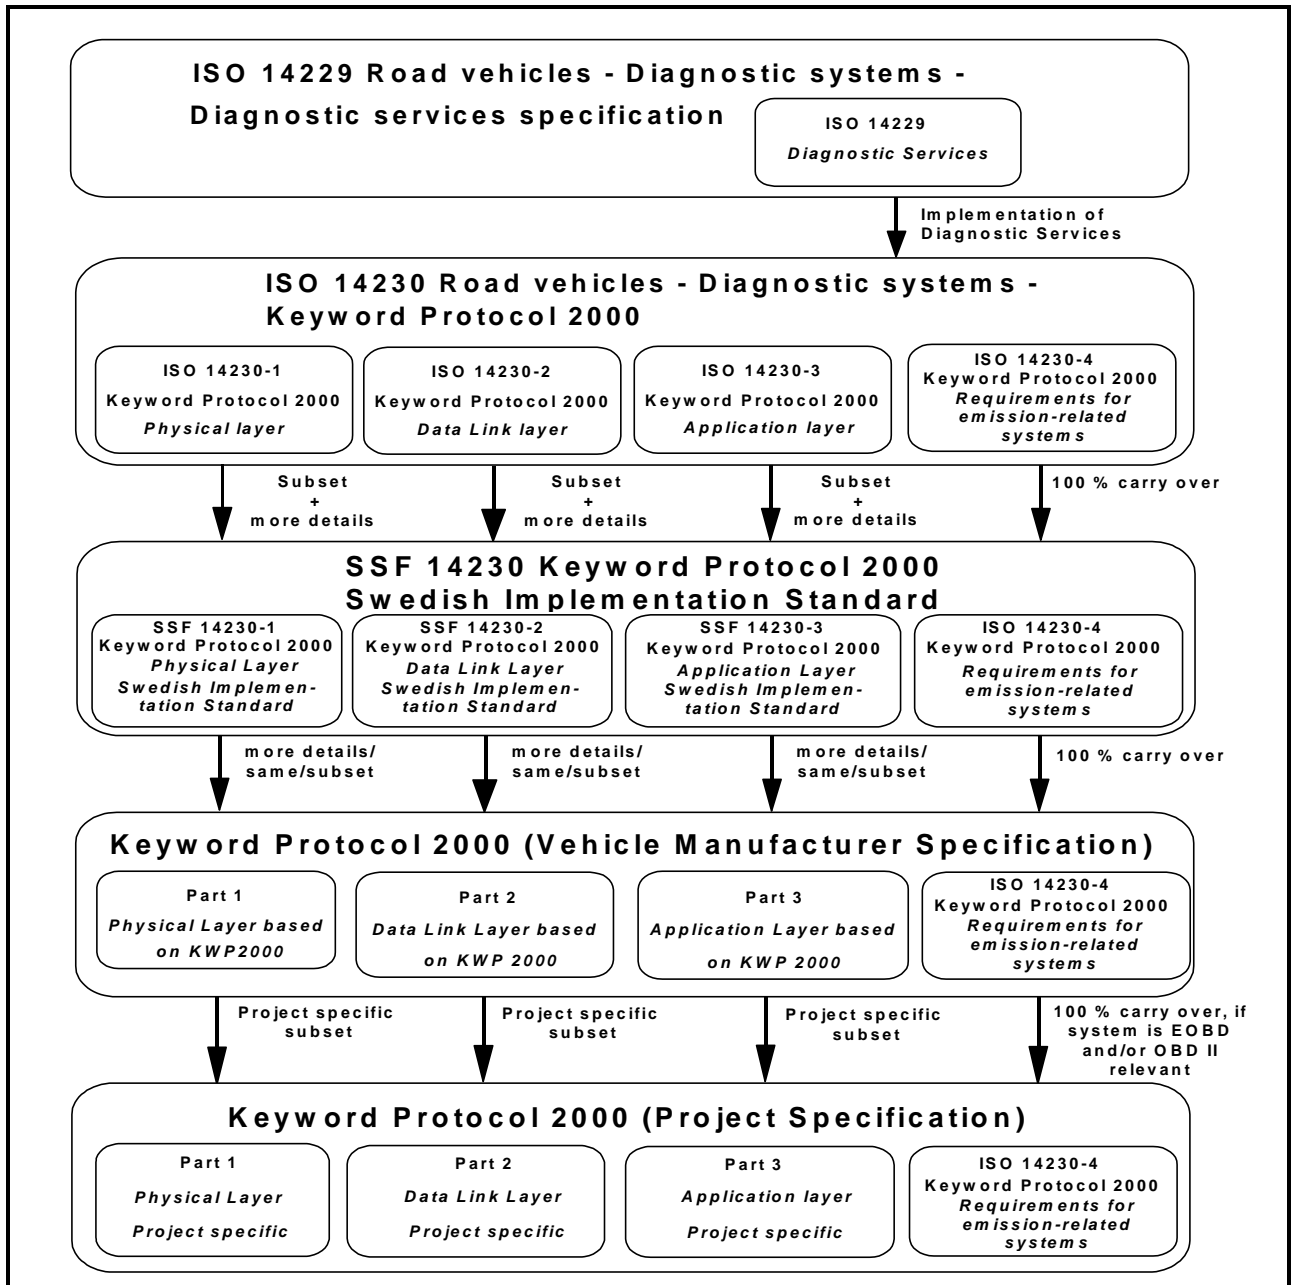 ISO 14229 Road vehicles - Diagnostic systems -
Diagnostic services specification
ISO 14229
Diagnostic Services
Implementation of
Diagnostic Services
ISO 14230 Road vehicles - Diagnostic systems -
Keyword Protocol 2000
ISO 14230-1
Keyword Protocol 2000
Physical layer
ISO 14230-2
Keyword Protocol 2000
Data Link layer
ISO 14230-3
Keyword Protocol 2000
Application layer
ISO 14230-4
Keyword Protocol 2000
Requirements for
emission-related
systems
Subset
+
more details
Subset
+
more details
Subset
+
more details
100 % carry over
SSF 14230 Keyword Protocol 2000
Swedish Implementation Standard
SSF 14230-1
Keyword Protocol 2000
Physical Layer
Swedish Implemen-
tation Standard
SSF 14230-2
Keyword Protocol 2000
Data Link Layer
Swedish Implemen-
tation Standard
SSF 14230-3
Keyword Protocol 2000
Application Layer
Swedish Implemen-
tation Standard
ISO 14230-4
Keyword Protocol 2000
Requirements for
emission-related
systems
more details/
same/subset
more details/
same/subset
more details/
same/subset
100 % carry over
Keyword Protocol 2000 (Vehicle Manufacturer Specification)
Part 1
Physical Layer based
on KWP2000
Part 2
Data Link Layer based
on KWP 2000
Part 3
Application Layer based
on KWP 2000
ISO 14230-4
Keyword Protocol 2000
Requirements for
emission-related
systems
Project specific
subset
Project specific
subset
Project specific
subset
100 % carry over, if
system is EOBD
and/or OBD II
relevant
Keyword Protocol 2000 (Project Specification)
Part 1
Physical Layer
Project specific
Part 2
Data Link Layer
Project specific
Part 3
Application layer
Project specific
ISO 14230-4
Keyword Protocol 2000
Requirements for
emission-related
systems